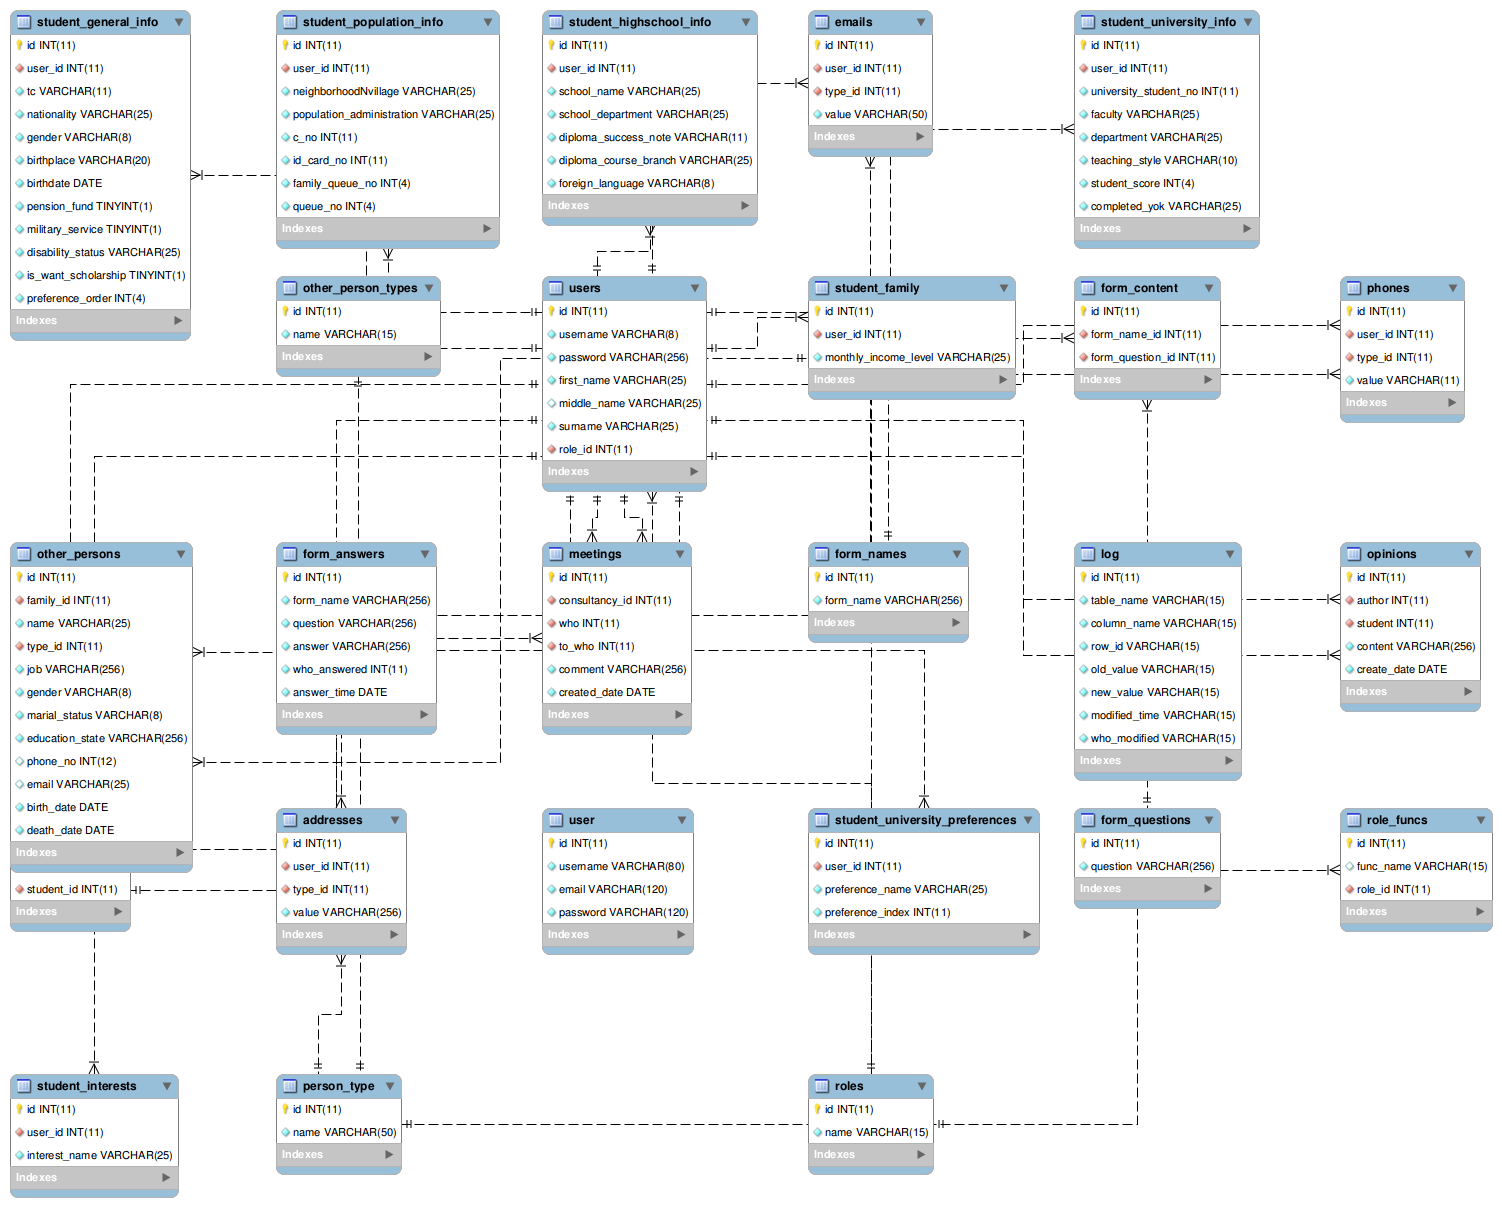 student_general_info
id INT(11)
user_id INT(11)
tc VARCHAR(11)
nationality VARCHAR(25)
gender VARCHAR(8)
birthplace VARCHAR(20)
birthdate DATE
pension_fund TINYINT(1)
military_service TINYINT(1)
disability_status VARCHAR(25)
is_want_scholarship TINYINT(1)
preference_order INT(4)
Indexes
student_population_info
id INT(11)
user_id INT(11)
neighborhoodNvillage VARCHAR(25)
population_administration VARCHAR(25)
c_no INT(11)
id_card_no INT(11)
family_queue_no INT(4)
queue_no INT(4)
Indexes
student_highschool_info
id INT(11)
user_id INT(11)
school_name VARCHAR(25)
school_department VARCHAR(25)
diploma_success_note VARCHAR(11)
diploma_course_branch VARCHAR(25)
foreign_language VARCHAR(8)
Indexes
emails
id INT(11)
user_id INT(11)
type_id INT(11)
value VARCHAR(50)
Indexes
student_university_info
id INT(11)
user_id INT(11)
university_student_no INT(11)
faculty VARCHAR(25)
department VARCHAR(25)
teaching_style VARCHAR(10)
student_score INT(4)
completed_yok VARCHAR(25)
Indexes
other_person_types
id INT(11)
name VARCHAR(15)
Indexes
users
id INT(11)
username VARCHAR(8)
password VARCHAR(256)
first_name VARCHAR(25)
middle_name VARCHAR(25)
surname VARCHAR(25)
role_id INT(11)
Indexes
student_family
id INT(11)
user_id INT(11)
monthly_income_level VARCHAR(25)
Indexes
form_content
id INT(11)
form_name_id INT(11)
form_question_id INT(11)
Indexes
phones
id INT(11)
user_id INT(11)
type_id INT(11)
value VARCHAR(11)
Indexes
other_persons
id INT(11)
family_id INT(11)
name VARCHAR(25)
type_id INT(11)
job VARCHAR(256)
gender VARCHAR(8)
marial_status VARCHAR(8)
education_state VARCHAR(256)
phone_no INT(12)
email VARCHAR(25)
birth_date DATE
death_date DATE
Indexes
student_id INT(11)
Indexes
form_answers
id INT(11)
form_name VARCHAR(256)
question VARCHAR(256)
answer VARCHAR(256)
who_answered INT(11)
answer_time DATE
Indexes
meetings
id INT(11)
consultancy_id INT(11)
who INT(11)
to_who INT(11)
comment VARCHAR(256)
created_date DATE
Indexes
form_names
id INT(11)
form_name VARCHAR(256)
Indexes
log
id INT(11)
table_name VARCHAR(15)
column_name VARCHAR(15)
row_id VARCHAR(15)
old_value VARCHAR(15)
new_value VARCHAR(15)
modified_time VARCHAR(15)
who_modified VARCHAR(15)
Indexes
opinions
id INT(11)
author INT(11)
student INT(11)
content VARCHAR(256)
create_date DATE
Indexes
addresses
id INT(11)
user_id INT(11)
type_id INT(11)
value VARCHAR(256)
Indexes
user
id INT(11)
username VARCHAR(80)
email VARCHAR(120)
password VARCHAR(120)
Indexes
student_university_preferences
id INT(11)
user_id INT(11)
preference_name VARCHAR(25)
preference_index INT(11)
Indexes
form_questions
id INT(11)
question VARCHAR(256)
Indexes
role_funcs
id INT(11)
func_name VARCHAR(15)
role_id INT(11)
Indexes
student_interests
id INT(11)
user_id INT(11)
interest_name VARCHAR(25)
Indexes
person_type
id INT(11)
name VARCHAR(50)
Indexes
roles
id INT(11)
name VARCHAR(15)
Indexes